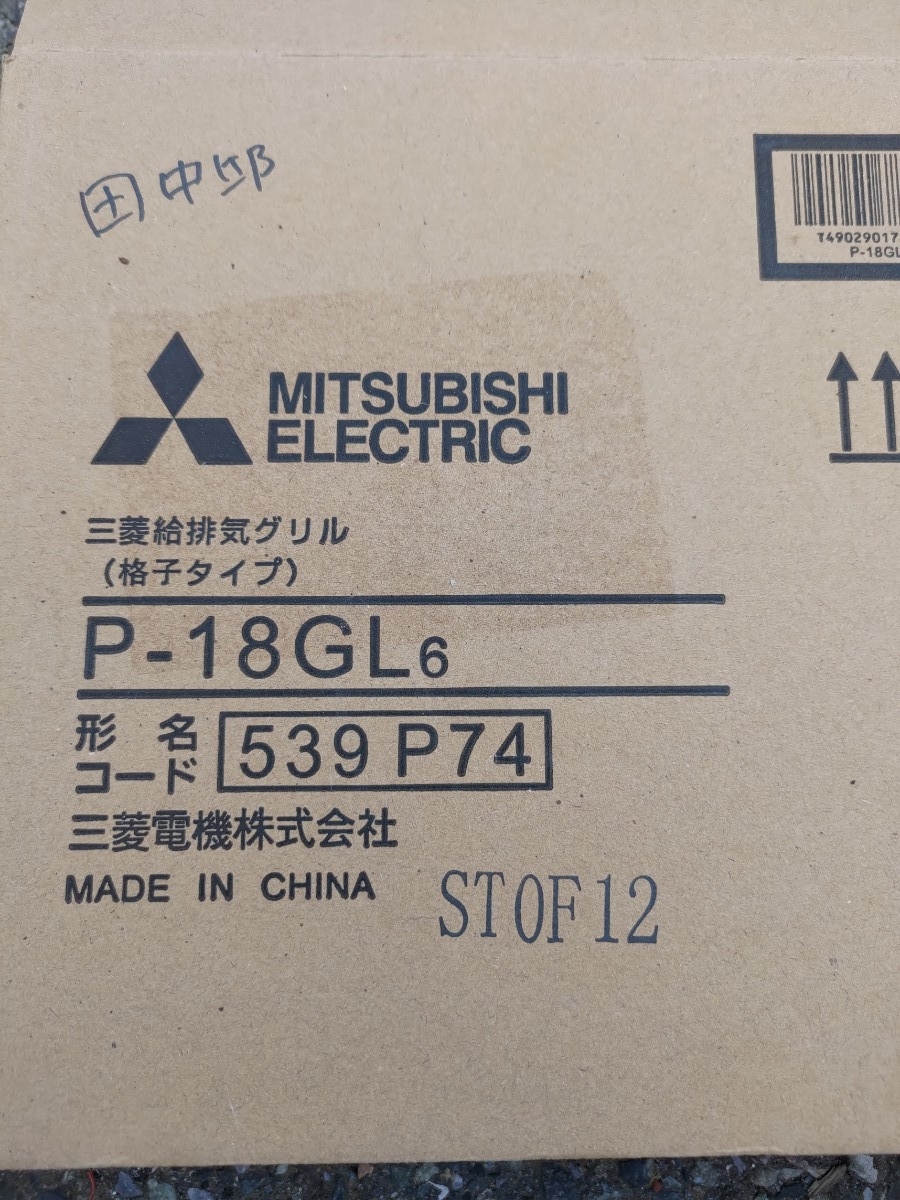 田中邸
T49029017
P-18GL
MITSUBISHI
ELECTRIC
三菱給排気グリル
(格子タイプ)
P-18GL6
形名
コード 539 P74
三菱電機株式会社
MADE IN CHINA
STOF12